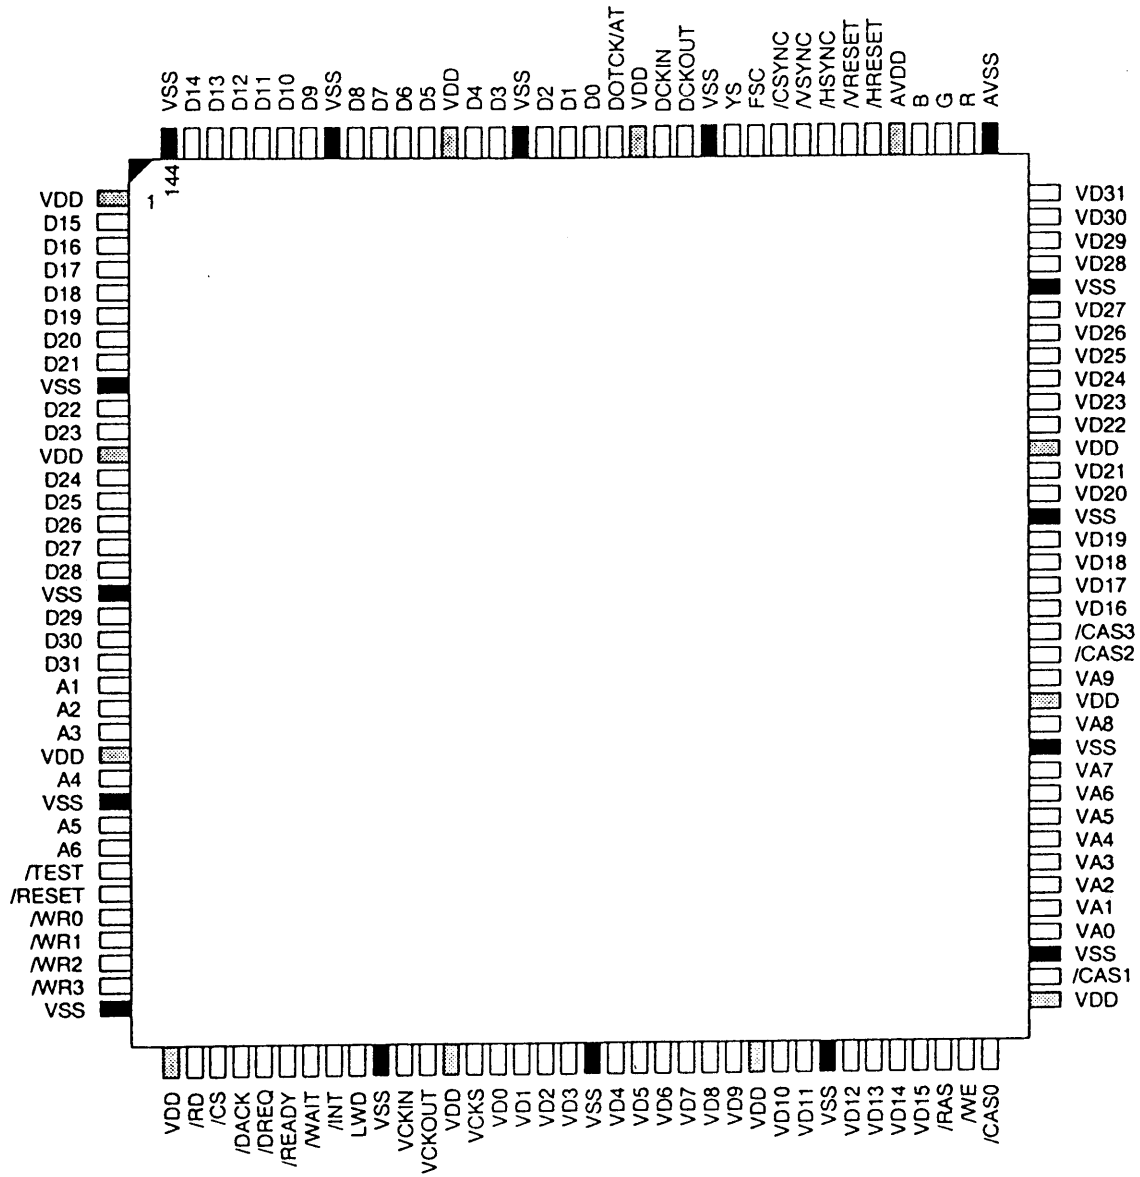 VSS
D14
D13
D12
D11
D10
D9
VSS
D8
D7
D6
D5
VDD
D4
D3
VSS
D2
D1
D0
DOTCK/AT
VDD
DCKIN
DCKOUT
VSS
YS
FSC
/CSYNC
/VSYNC
/HSYNC
/VRESET
/HRESET
AVDD
B
G
R
AVSS
144
1
VDD
D15
D16
D17
D18
D19
D20
D21
VSS
D22
D23
VDD
D24
D25
D26
D27
D28
VSS
D29
D30
D31
A1
A2
A3
VDD
A4
VSS
A5
A6
/TEST
/RESET
/WR0
/WR1
/WR2
/WR3
VSS
VD31
VD30
VD29
VD28
VSS
VD27
VD26
VD25
VD24
VD23
VD22
VDD
VD21
VD20
VSS
VD19
VD18
VD17
VD16
/CAS3
/CAS2
VA9
VDD
VA8
VSS
VA7
VA6
VA5
VA4
VA3
VA2
VA1
VA0
VSS
/CAS1
VDD
VDD
/RD
/CS
/DACK
/DREQ
/READY
/WAIT
/INT
LWD
VSS
VCKIN
VCKOUT
VDD
VCKS
VD0
VD1
VD2
VD3
VSS
VD4
VD5
VD6
VD7
VD8
VD9
VDD
VD10
VD11
VSS
VD12
VD13
VD14
VD15
/RAS
/WE
/CAS0